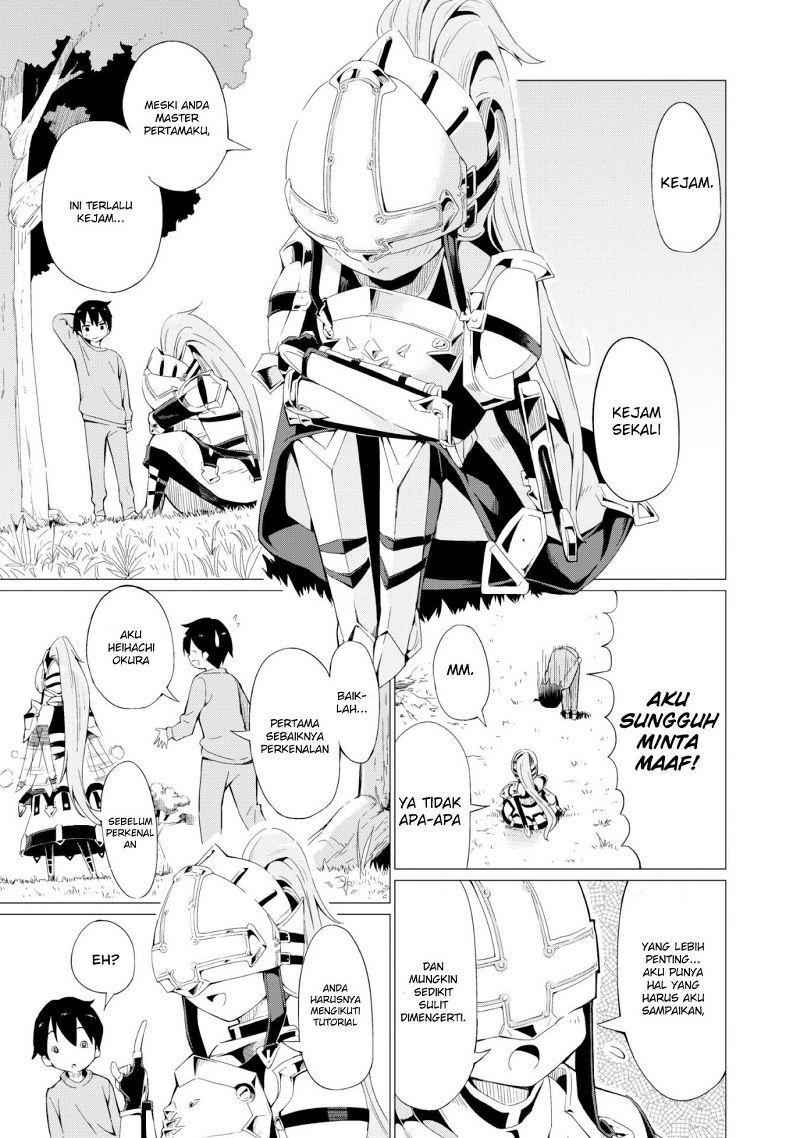 KEJAM.
KEJAM
SEKALI
MESKI ANDA
MASTER
PERTAMAKU,
INI TERLALU
KEJAM...
AKU
SUNGGUH
MINTA
MAAF!
MM.
YA TIDAK
APA-APA
BAIK-
LAH...
PERTAMA
SEBAIKNYA
PERKENALAN
AKU
HEIHACHI
OKURA
SEBELUM
PERKENAL
AN
YANG LEBIH
PENTING...
AKU PUNYA
HAL YANG
HARUS AKU
SAMPAIKAN,
DAN
MUNGKIN
SEDIKIT
SULIT
DIMENGERTI.
ANDA
HARUSNYA
MENGIKUTI
TUTORIAL
EH?